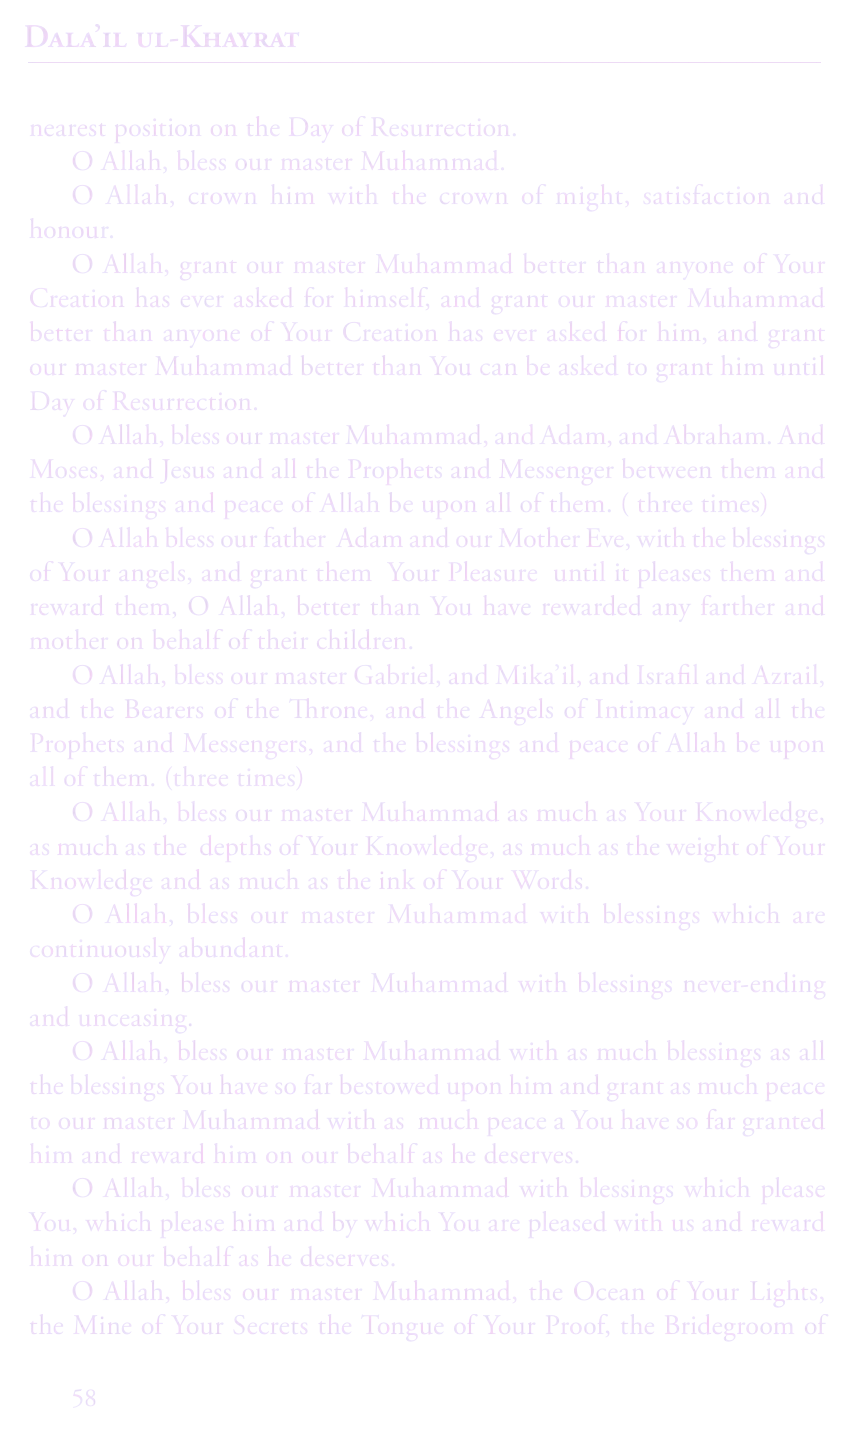 Dala’il ul-Khayrat
nearest position on the Day of Resurrection.
O Allah, bless our master Muhammad.
O Allah, crown him with the crown of might, satisfaction and
honour.
O Allah, grant our master Muhammad better than anyone of Your
Creation has ever asked for himself, and grant our master Muhammad
better than anyone of Your Creation has ever asked for him, and grant
our master Muhammad better than You can be asked to grant him until
Day of Resurrection.
O Allah, bless our master Muhammad, and Adam, and Abraham. And
Moses, and Jesus and all the Prophets and Messenger between them and
the blessings and peace of Allah be upon all of them. ( three times)
O Allah bless our father Adam and our Mother Eve, with the blessings
of Your angels, and grant them Your Pleasure until it pleases them and
reward them, O Allah, better than You have rewarded any farther and
mother on behalf of their children.
O Allah, bless our master Gabriel, and Mika’il, and Israfil and Azrail,
and the Bearers of the Throne, and the Angels of Intimacy and all the
Prophets and Messengers, and the blessings and peace of Allah be upon
all of them. (three times)
O Allah, bless our master Muhammad as much as Your Knowledge,
as much as the depths of Your Knowledge, as much as the weight of Your
Knowledge and as much as the ink of Your Words.
O Allah, bless our master Muhammad with blessings which are
continuously abundant.
O Allah, bless our master Muhammad with blessings never-ending
and unceasing.
O Allah, bless our master Muhammad with as much blessings as all
the blessings You have so far bestowed upon him and grant as much peace
to our master Muhammad with as much peace a You have so far granted
him and reward him on our behalf as he deserves.
O Allah, bless our master Muhammad with blessings which please
You, which please him and by which You are pleased with us and reward
him on our behalf as he deserves.
O Allah, bless our master Muhammad, the Ocean of Your Lights,
the Mine of Your Secrets the Tongue of Your Proof, the Bridegroom of
58